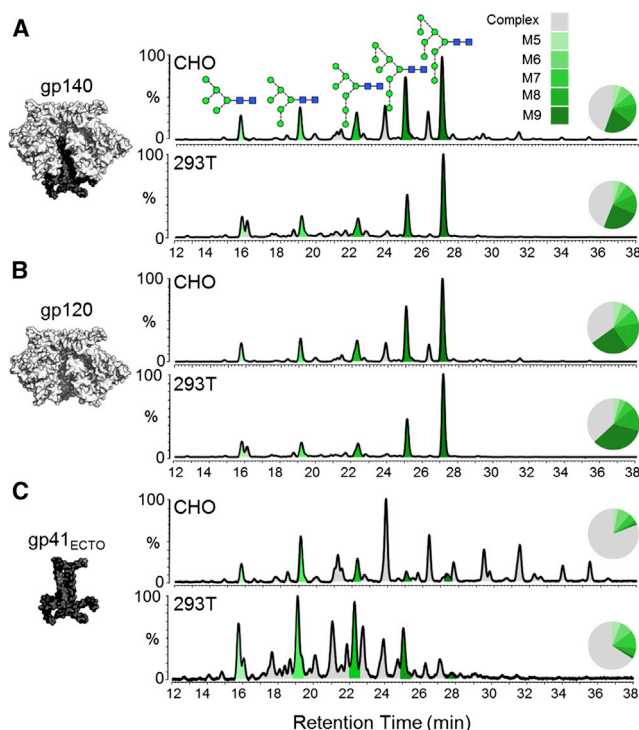 A
gp140
CHO
100
%
0
293T
100
%
0
12 14 16 18 20 22 24 26 28 30 32 34 36 38
Complex
M5
M6
M7
M8
M9
B
gp120
CHO
100
%
0
293T
100
%
0
12 14 16 18 20 22 24 26 28 30 32 34 36 38
C
gp41ECTO
CHO
100
%
0
293T
100
%
0
12 14 16 18 20 22 24 26 28 30 32 34 36 38
Retention Time (min)